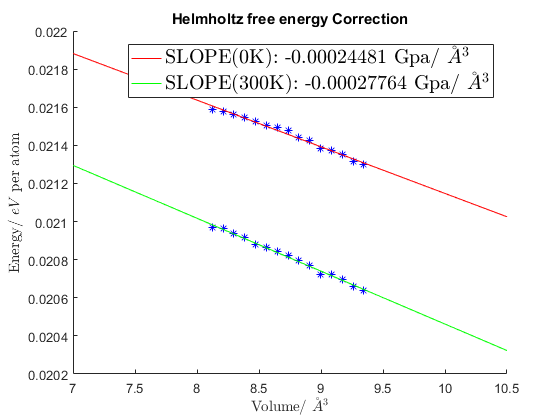 Helmholtz free energy Correction
SLOPE(0K): -0.00024481 Gpa/ Å³
SLOPE(300K): -0.00027764 Gpa/ Å³
Energy/ eV per atom
0.022
0.0218
0.0216
0.0214
0.0212
0.021
0.0208
0.0206
0.0204
0.0202
7 7.5 8 8.5 9 9.5 10 10.5
Volume/ Å³